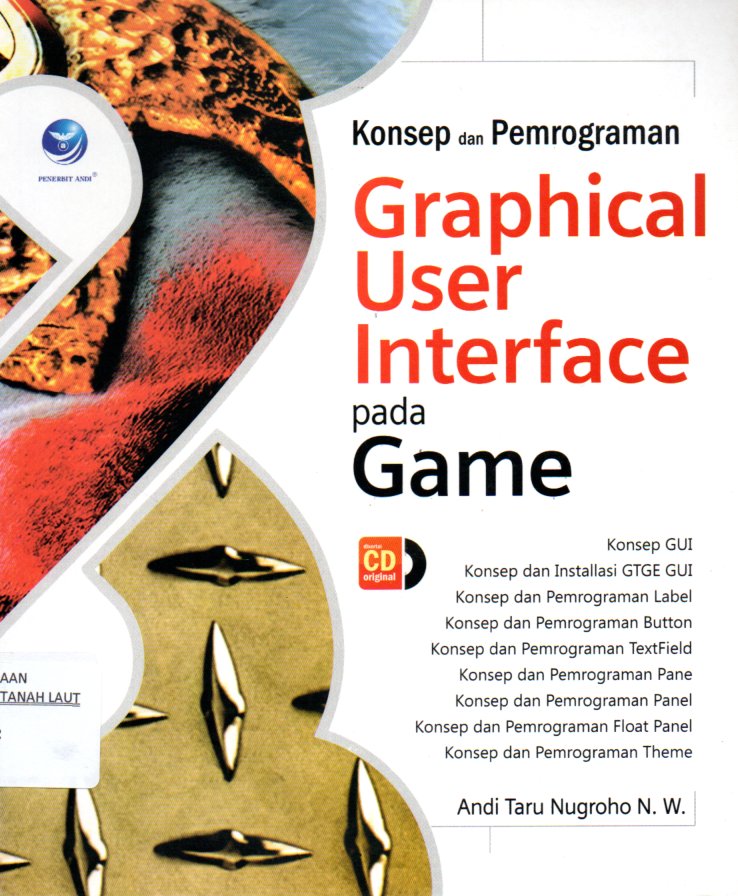 PENERBIT ANDI®
Konsep dan Pemrograman
Graphical
User
Interface
pada
Game
disertai
CD
original
Konsep GUI
Konsep dan Installasi GTGE GUI
Konsep dan Pemrograman Label
Konsep dan Pemrograman Button
Konsep dan Pemrograman TextField
Konsep dan Pemrograman Pane
Konsep dan Pemrograman Panel
Konsep dan Pemrograman Float Panel
Konsep dan Pemrograman Theme
AAN
TANAH LAUT
Andi Taru Nugroho N. W.